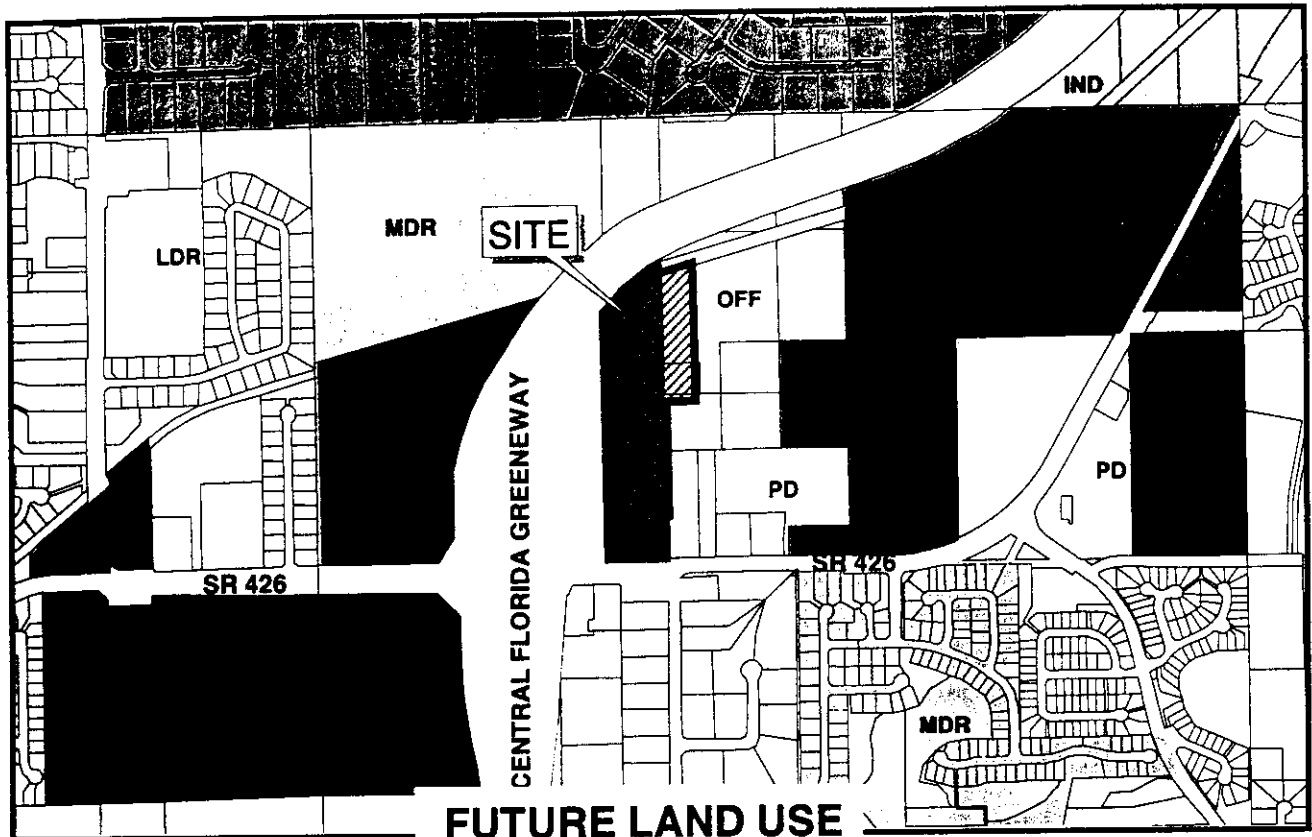 IND
MDR
SITE
LDR
OFF
CENTRAL FLORIDA GREENEWAY
PD
PD
SR 426
SR 426
MDR
FUTURE LAND USE